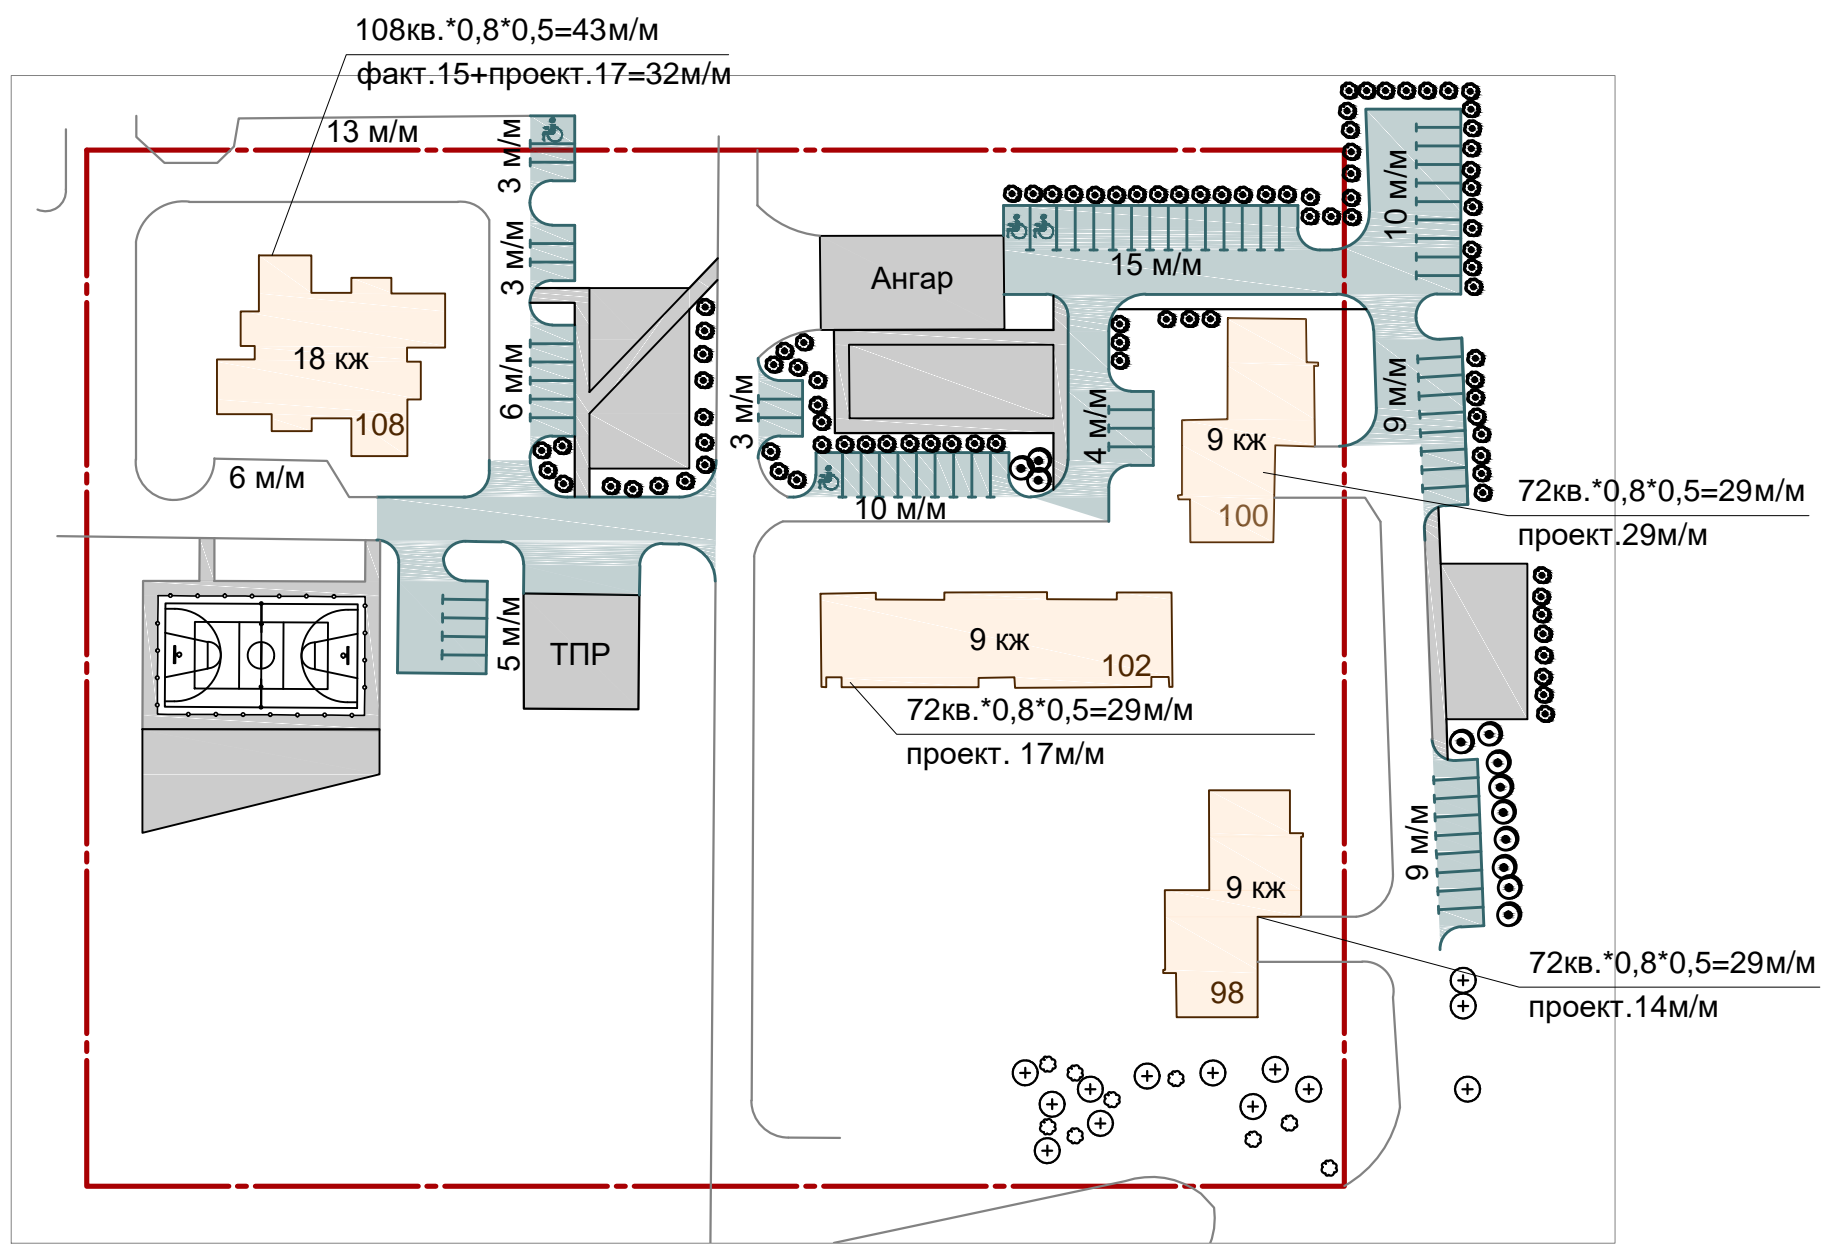 108кв.*0,8*0,5=43м/м
факт.15+проект.17=32м/м
13 м/м
3 м/м
3 м/м
6 м/м
18 кж
108
6 м/м
5 м/м
ТПР
Ангар
15 м/м
10 м/м
3 м/м
4 м/м
9 м/м
10 м/м
9 кж
100
72кв.*0,8*0,5=29м/м
проект.29м/м
9 кж
102
72кв.*0,8*0,5=29м/м
проект. 17м/м
9 м/м
9 кж
98
72кв.*0,8*0,5=29м/м
проект.14м/м